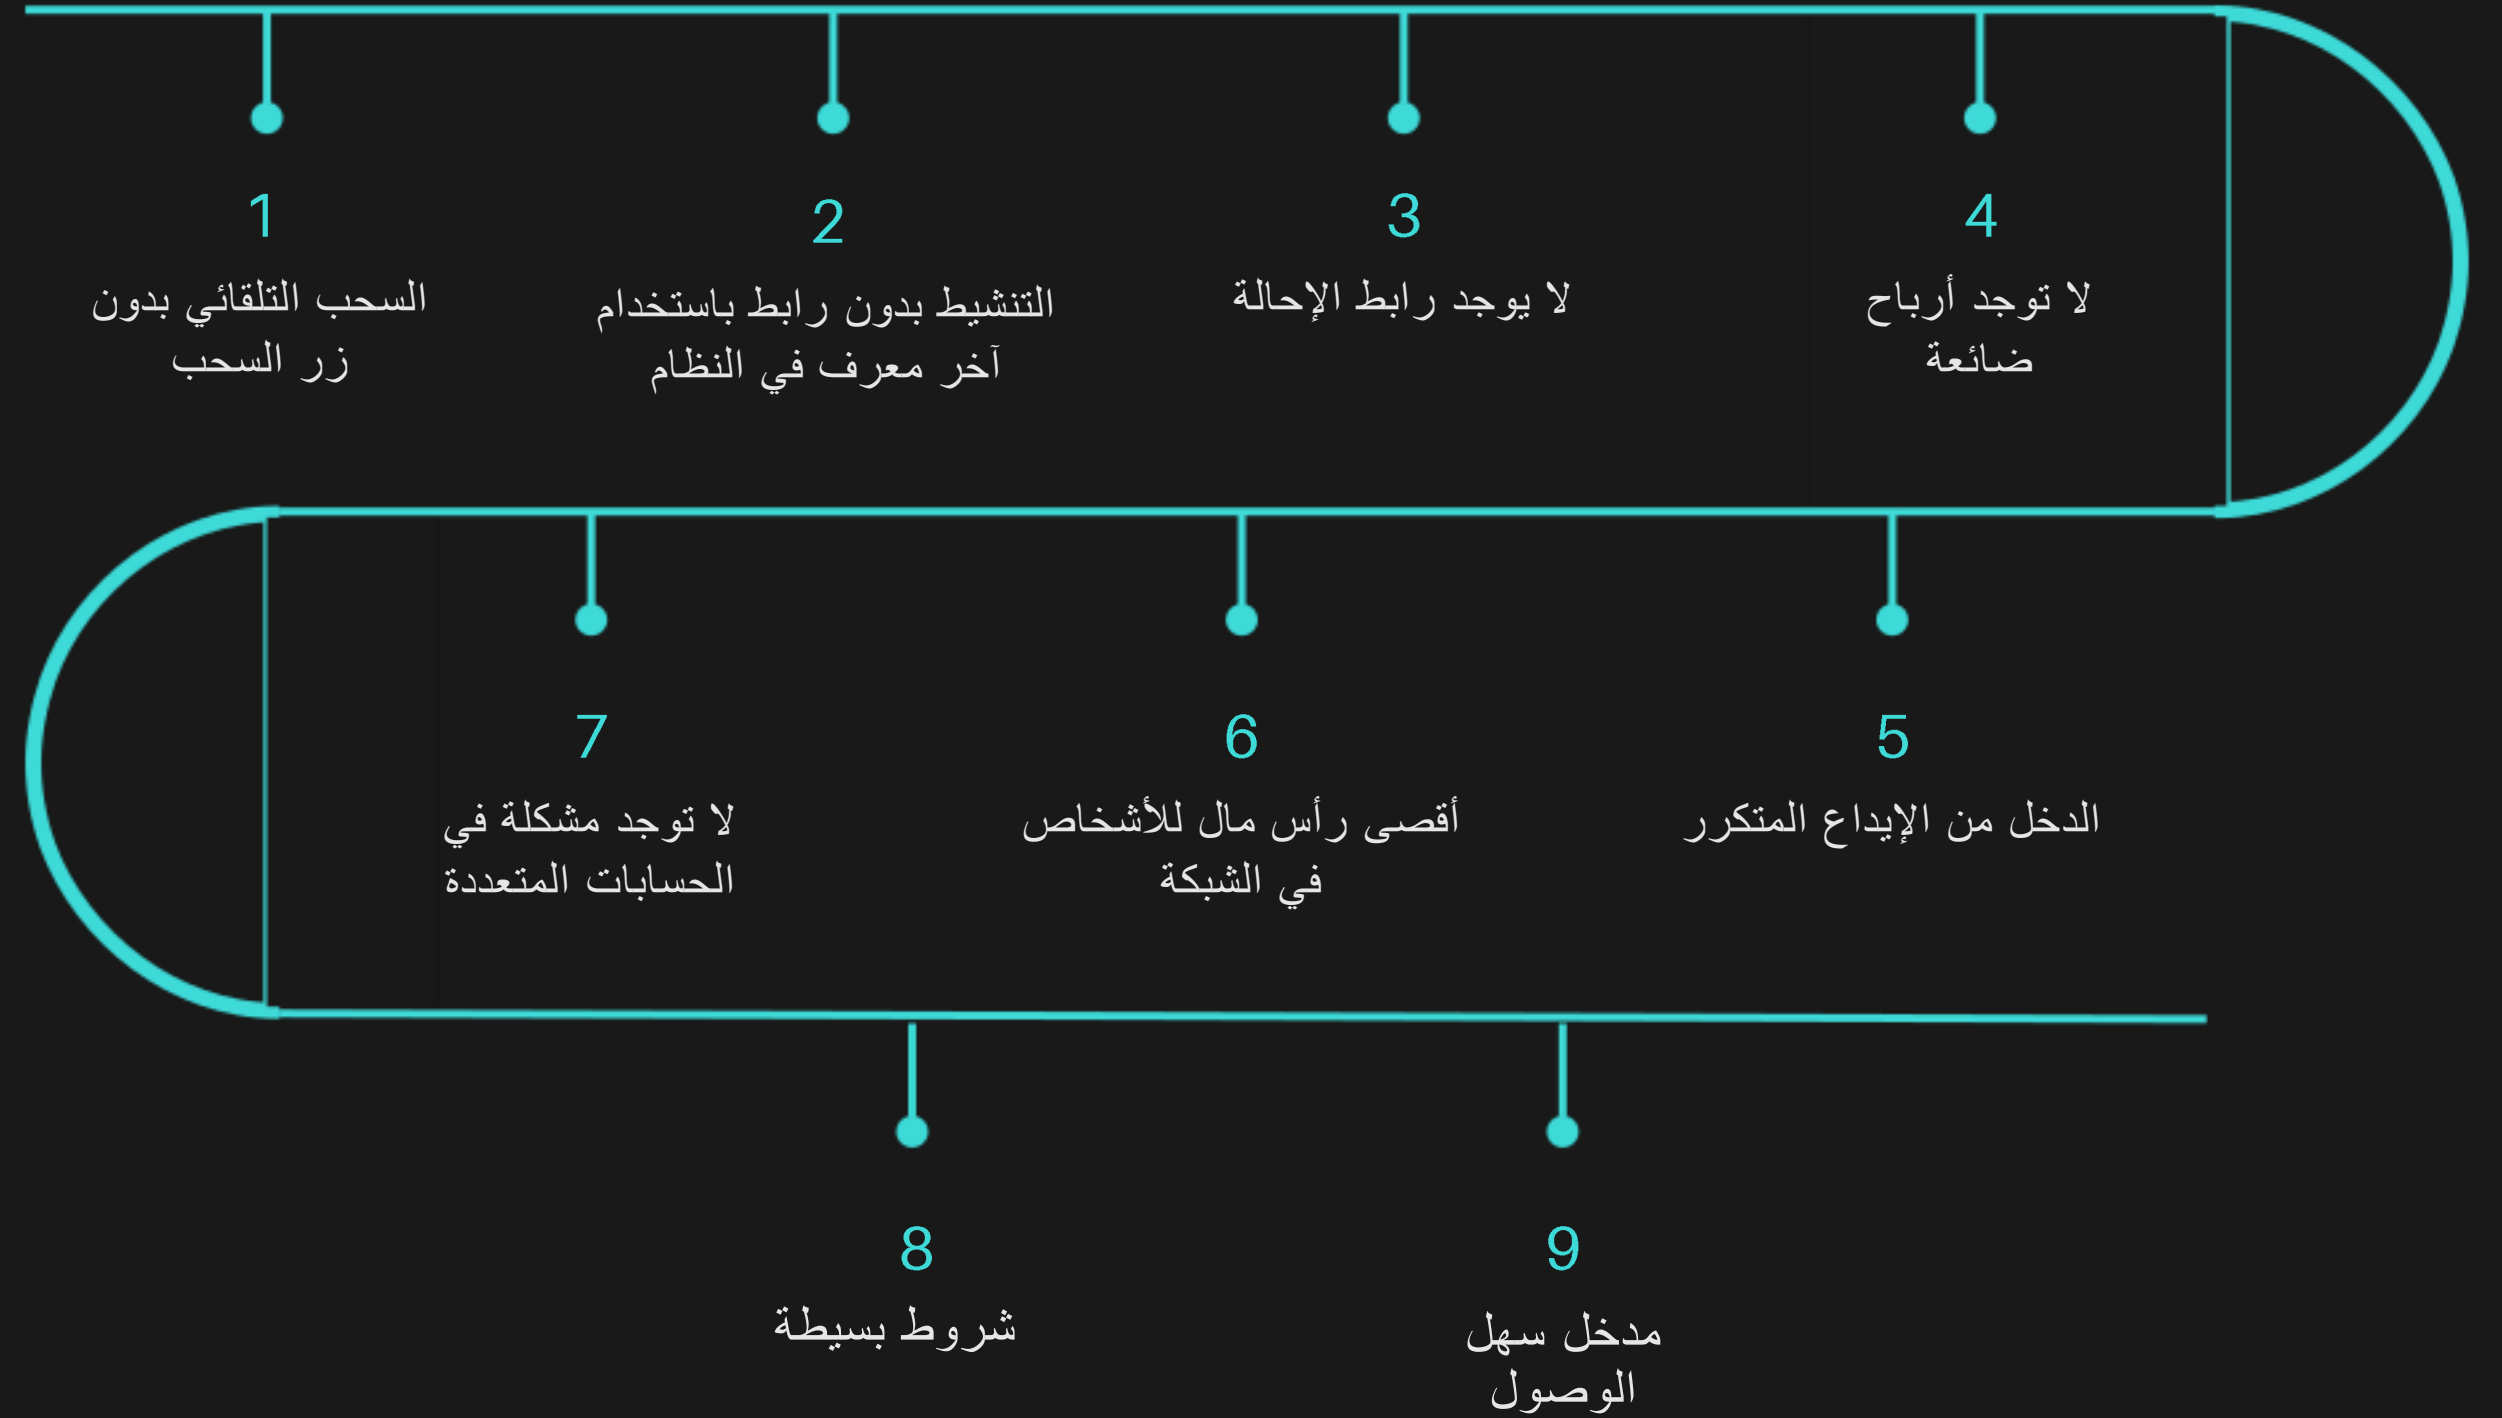 1
السحب التلقائي بدون
زر السحب
2
التنشيط بدون رابط باستخدام
آخر معرف في النظام
3
لا يوجد رابط الإحالة
4
لا توجد أرباح
ضائعة
5
الدخل من الإيداع المتكرر
6
أقصى رأس مال للأشخاص
في الشبكة
7
لا توجد مشكلة في
الحسابات المتعددة
8
شروط بسيطة
9
مدخل سهل
الوصول